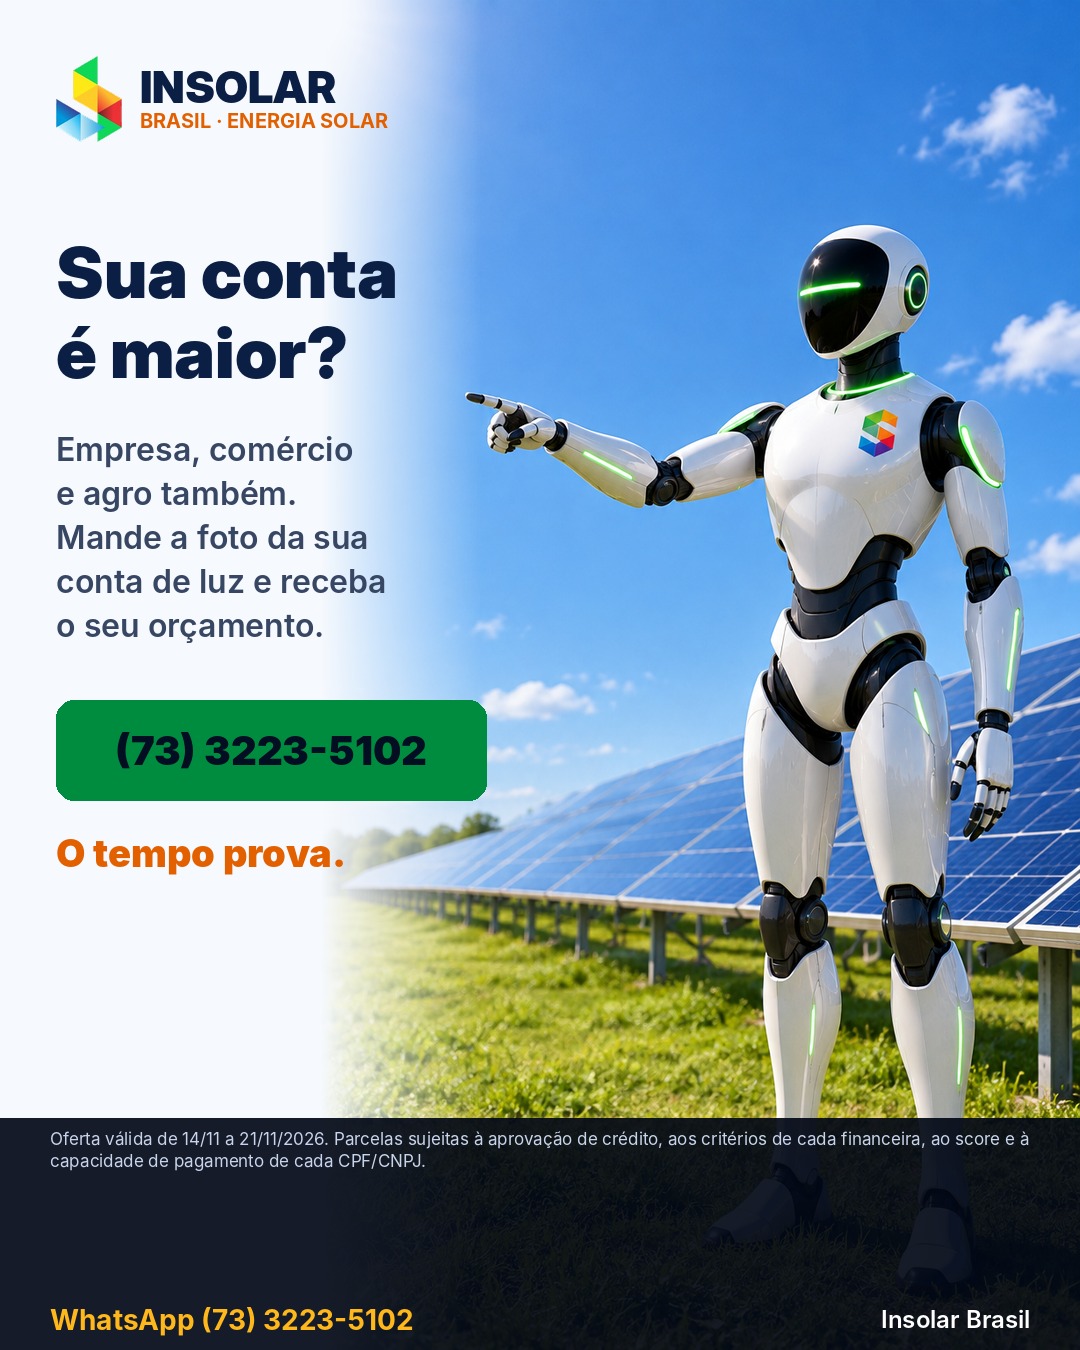 INSOLAR
BRASIL · ENERGIA SOLAR
Sua conta
é maior?
Empresa, comércio
e agro também.
Mande a foto da sua
conta de luz e receba
o seu orçamento.
(73) 3223-5102
O tempo prova.
Oferta válida de 14/11 a 21/11/2026. Parcelas sujeitas à aprovação de crédito, aos critérios de cada financeira, ao score e à
capacidade de pagamento de cada CPF/CNPJ.
WhatsApp (73) 3223-5102
Insolar Brasil